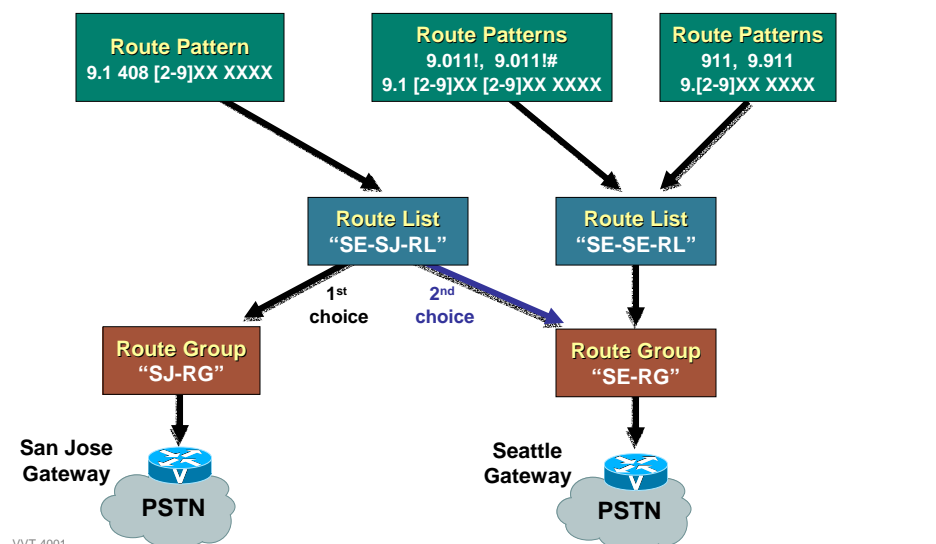 Route Pattern
9.1 408 [2-9]XX XXXX
Route Patterns
9.011!, 9.011!#
9.1 [2-9]XX [2-9]XX XXXX
Route Patterns
911, 9.911
9.[2-9]XX XXXX
Route List
“SE-SJ-RL”
Route List
“SE-SE-RL”
1st
choice
2nd
choice
Route Group
“SJ-RG”
Route Group
“SE-RG”
San Jose
Gateway
V
PSTN
Seattle
Gateway
V
PSTN
VVT-4001